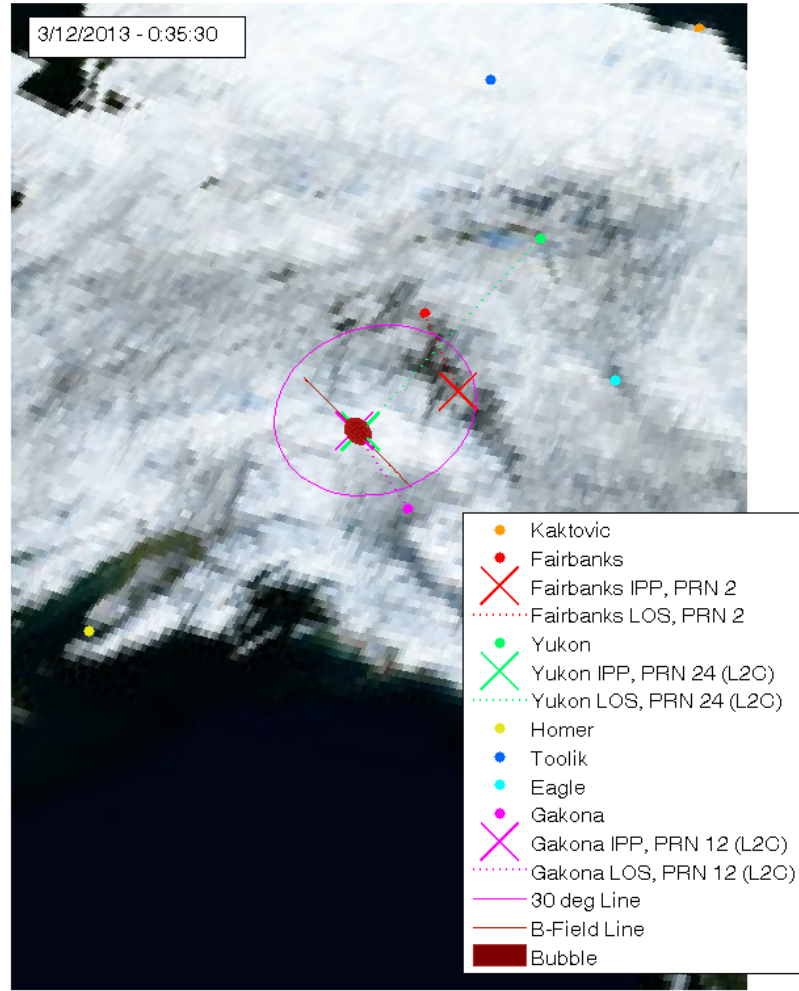 3/12/2013 - 0:35:30
Kaktovic
Fairbanks
Fairbanks IPP, PRN 2
Fairbanks LOS, PRN 2
Yukon
Yukon IPP, PRN 24 (L2C)
Yukon LOS, PRN 24 (L2C)
Homer
Toolik
Eagle
Gakona
Gakona IPP, PRN 12 (L2C)
Gakona LOS, PRN 12 (L2C)
30 deg Line
B-Field Line
Bubble